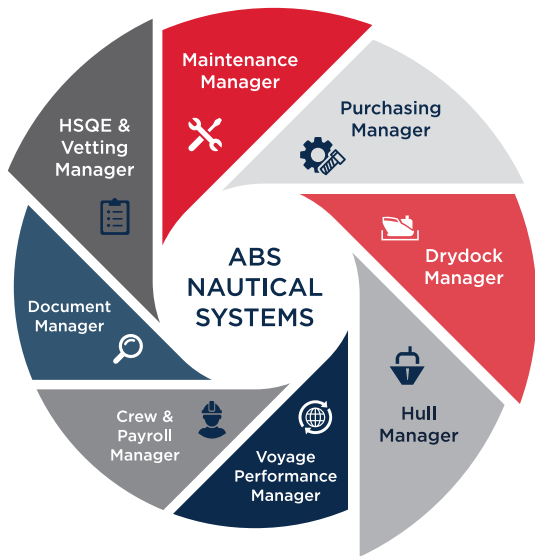 Maintenance
Manager
Purchasing
Manager
HSQE &
Vetting
Manager
Drydock
Manager
ABS
NAUTICAL
SYSTEMS
Document
Manager
Hull
Manager
Crew &
Payroll
Manager
Voyage
Performance
Manager